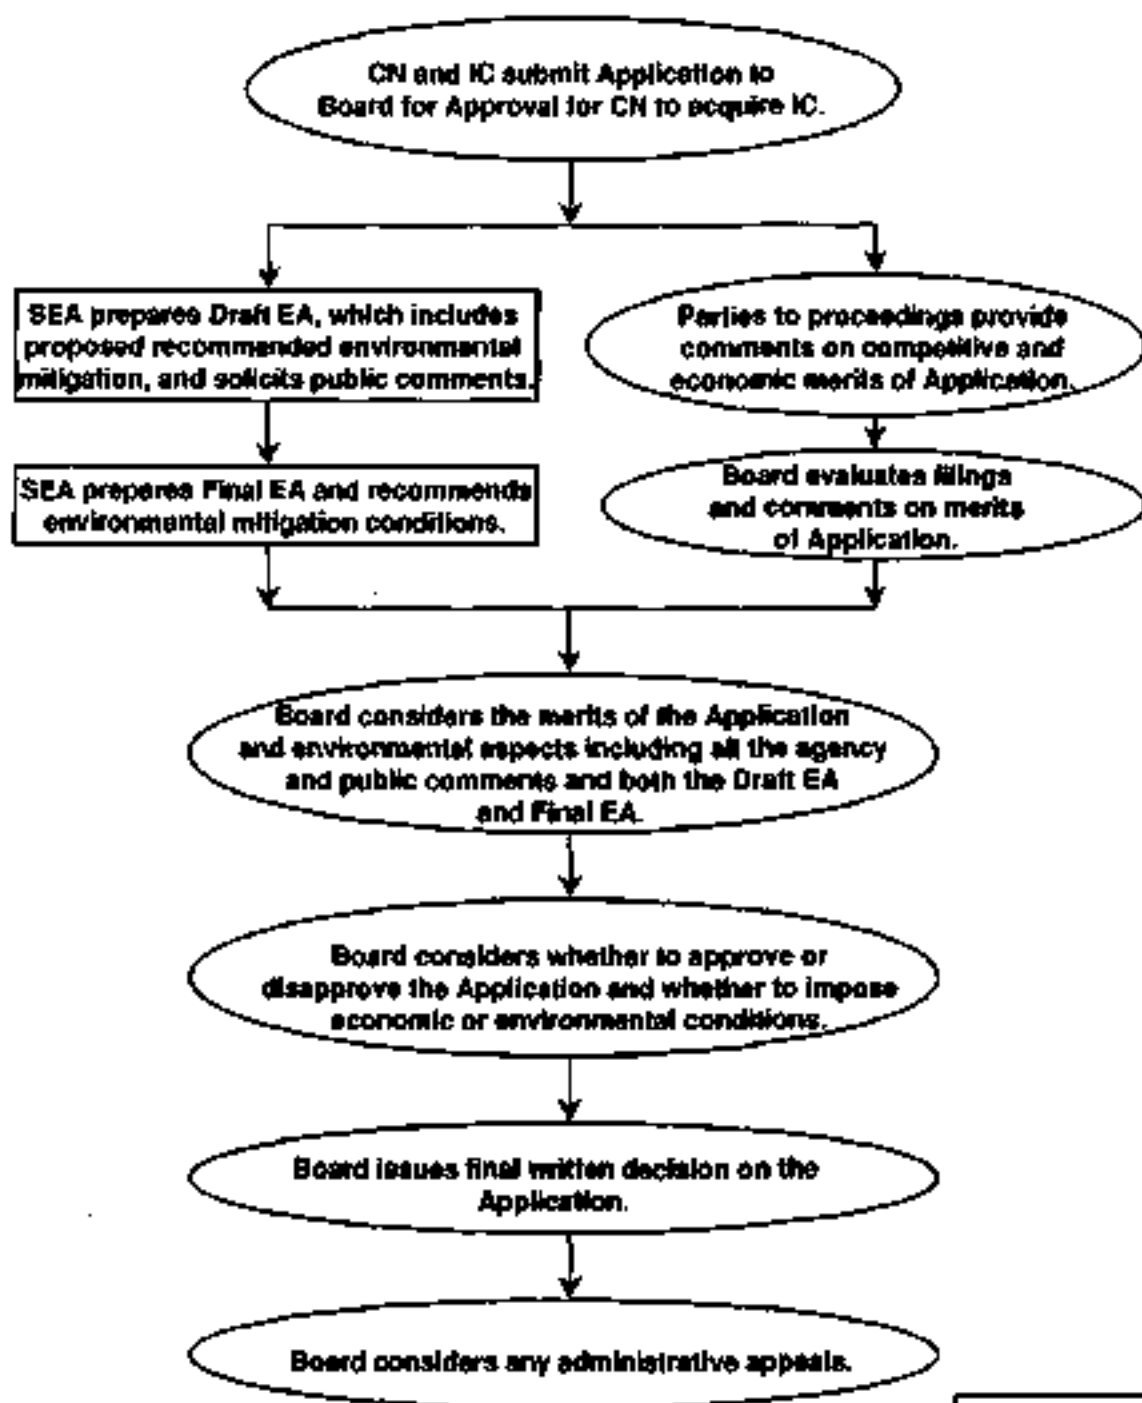 CN and IC submit Application to
Board for Approval for CN to acquire IC.
SEA prepares Draft EA, which includes
proposed recommended environmental
mitigation, and solicits public comments.
Parties to proceedings provide
comments on competitive and
economic merits of Application.
SEA prepares Final EA and recommends
environmental mitigation conditions.
Board evaluates filings
and comments on merits
of Application.
Board considers the merits of the Application
and environmental aspects including all the agency
and public comments and both the Draft EA
and Final EA.
Board considers whether to approve or
disapprove the Application and whether to impose
economic or environmental conditions.
Board issues final written decision on the
Application.
Board considers any administrative appeals.